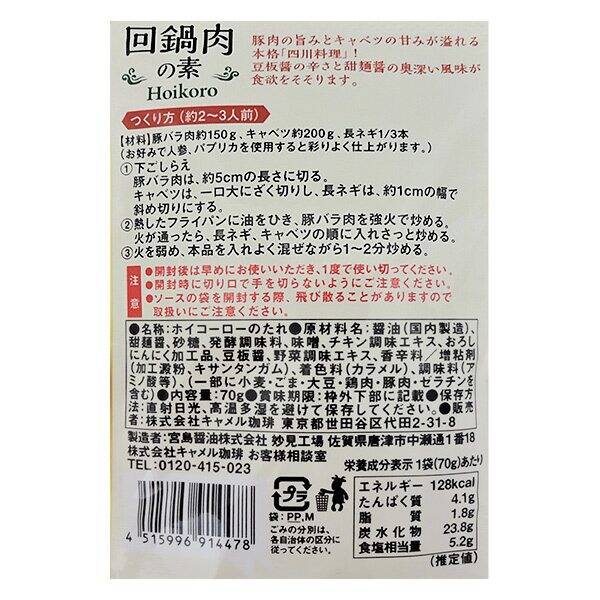 回鍋肉
の素
Hoikoro
豚肉の旨みとキャベツの甘みが溢れる
本格「四川料理」!
豆板醤の辛さと甜麺醤の奥深い風味が
食欲をそそります。
つくり方(約2〜3人前)
【材料】豚バラ肉約150g、キャベツ約200g、長ネギ1/3本
(お好みで人参、パプリカを使用すると彩りよく仕上がります。)
①下ごしらえ
豚バラ肉は、約5cmの長さに切る。
キャベツは、一口大にざく切りし、長ネギは、約1cmの幅で
斜め切りにする。
②熱したフライパンに油をひき、豚バラ肉を強火で炒める。
火が通ったら、長ネギ、キャベツの順に入れさっと炒める。
③火を弱め、本品を入れよく混ぜながら1〜2分炒める。
注意
●開封後は早めにお使いいただき、1度で使い切ってください。
●開封時に切り口で手を切らないようにご注意ください。
●ソースの袋を開封する際、飛び散ることがありますので
取扱いにご注意ください。
●名称:ホイコーローのたれ●原材料名:醤油(国内製造)、
甜麺醤、砂糖、発酵調味料、味噌、チキン調味エキス、おろし
にんにく加工品、豆板醤、野菜調味エキス、香辛料/増粘剤
(加工澱粉、キサンタンガム)、着色料(カラメル)、調味料(ア
ミノ酸等)、(一部に小麦・ごま・大豆・鶏肉・豚肉・ゼラチンを
含む)●内容量:70g●賞味期限:枠外下部に記載●保存方
法:直射日光、高温多湿を避けて保存してください。●販売
者:株式会社キャメル珈琲 東京都世田谷区代田2-31-8
製造者:宮島醤油株式会社 妙見工場 佐賀県唐津市中瀬通1番18
株式会社キャメル珈琲 お客様相談室
TEL:0120-415-023
4 515996 914478
プラ
袋:PP,M
ごみの分別は、
各自治体の区分に
従ってください。
栄養成分表示 1袋(70g)あたり
エネルギー 128kcal
たんぱく質 4.1g
脂質 1.8g
炭水化物 23.8g
食塩相当量 5.2g
(推定値)